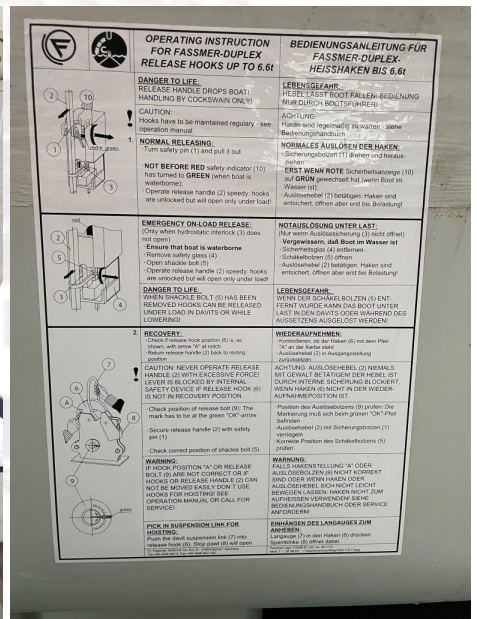 OPERATING INSTRUCTION
FOR FASSMER-DUPLEX
RELEASE HOOKS UP TO 6.6t
DANGER TO LIFE:
RELEASE HANDLE DROPS BOAT!
HANDLING BY COCKSWAIN ONLY!
CAUTION:
Hooks have to be maintained regulary - see
operation manual
1.
NORMAL RELEASING:
· Turn safety pin (1) and pull it out
· NOT BEFORE RED safety indicator (10)
has turned to GREEN (when boat is
waterborne):
· Operate release handle (2) speedy: hooks
are unlocked but will open only under load!
EMERGENCY ON-LOAD RELEASE:
(Only when hydrostatic interlock (3) does
not open)
· Ensure that boat is waterborne
· Remove safety glass (4)
· Open shackle bolt (5)
· Operate release handle (2) speedy: hooks
are unlocked but will open only under load!
DANGER TO LIFE:
WHEN SHACKLE BOLT (5) HAS BEEN
REMOVED HOOKS CAN BE RELEASED
UNDER LOAD IN DAVITS OR WHILE
LOWERING!
2.
RECOVERY:
· Check if release hook position (6) is, as
shown, with arrow "A" at notch
· Return release handle (2) back to resting
position
CAUTION: NEVER OPERATE RELEASE
HANDLE (2) WITH EXCESSIVE FORCE!
LEVER IS BLOCKED BY INTERNAL
SAFETY DEVICE IF RELEASE HOOK (6)
IS NOT IN RECOVERY POSITION.
· Check position of release bolt (9): The
mark has to be at the green "OK"-arrow
· Secure release handle (2) with safety
pin (1)
· Check correct position of shackle bolt (5)
WARNING:
IF HOOK POSITION "A" OR RELEASE
BOLT (9) ARE NOT CORRECT OR IF
HOOKS OR RELEASE HANDLE (2) CAN
NOT BE MOVED EASILY DON'T USE
HOOKS FOR HOISTING! SEE
OPERATION MANUAL OR CALL FOR
SERVICE!
PICK IN SUSPENSION LINK FOR
HOISTING:
Push the davit suspension link (7) into
release hook (6). Stop pawl (8) will open
BEDIENUNGSANLEITUNG FÜR
FASSMER-DUPLEX-
HEISSHAKEN BIS 6,6t
LEBENSGEFAHR:
HEBEL LÄSST BOOT FALLEN! BEDIENUNG
NUR DURCH BOOTSFÜHRER!
ACHTUNG
Haken sind regelmäßig zu warten - siehe
Bedienungshandbuch
NORMALES AUSLÖSEN DER HAKEN:
· Sicherungsbolzen (1) drehen und heraus-
ziehen
· ERST WENN ROTE Sicherheitsanzeige (10)
auf GRÜN gewechselt hat (wenn Boot im
Wasser ist):
· Auslösehebel (2) betätigen: Haken sind
entsichert, öffnen aber erst bei Belastung!
NOTAUSLÖSUNG UNTER LAST:
(Nur wenn Auslösesicherung (3) nicht öffnet)
· Vergewissern, daß Boot im Wasser ist
· Sicherheitsglas (4) entfernen
· Schäkelbolzen (5) öffnen
· Auslösehebel (2) betätigen: Haken sind
entsichert, öffnen aber erst bei Belastung!
LEBENSGEFAHR:
WENN DER SCHÄKELBOLZEN (5) ENT-
FERNT WURDE KANN DAS BOOT UNTER
LAST IN DEN DAVITS ODER WÄHREND DES
AUSSETZENS AUSGELÖST WERDEN!
WIEDERAUFNEHMEN:
· Kontrollieren, ob der Haken (6) mit dem Pfeil
"A" an der Kerbe steht
· Auslösehebel (2) in Ausgangsstellung
zurücksetzen
ACHTUNG: AUSLÖSEHEBEL (2) NIEMALS
MIT GEWALT BETÄTIGEN! DER HEBEL IST
DURCH INTERNE SICHERUNG BLOCKIERT,
WENN HAKEN (6) NICHT IN DER WIEDER-
AUFNAHMEPOSITION IST.
· Position des Auslösebolzens (9) prüfen: Die
Markierung muß sich beim grünen "OK"-Pfeil
befinden
· Auslösehebel (2) mit Sicherungsbolzen (1)
verriegeln
· Korrekte Position des Schäkelbolzens (5)
prüfen
WARNUNG:
FALLS HAKENSTELLUNG "A" ODER
AUSLÖSEBOLZEN (9) NICHT KORREKT
SIND ODER WENN HAKEN ODER
AUSLÖSEHEBEL SICH NICHT LEICHT
BEWEGEN LASSEN: HAKEN NICHT ZUM
AUFHEISSEN VERWENDEN! SIEHE
BEDIENUNGSHANDBUCH ODER SERVICE
ANFORDERN!
EINHÄNGEN DES LANGAUGES ZUM
ANHEBEN:
Langauge (7) in den Haken (6) drücken.
Sperrklinke (8) öffnet dabei.